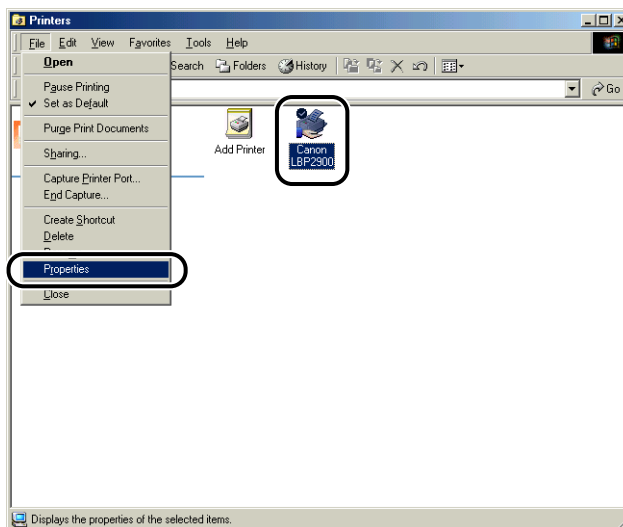 Printers
File Edit View Favorites Tools Help
Search Folders History
Go
Open
Pause Printing
Set as Default
Purge Print Documents
Sharing...
Capture Printer Port...
End Capture...
Create Shortcut
Delete
Properties
Close
Add Printer
Canon
LBP2900
Displays the properties of the selected items.